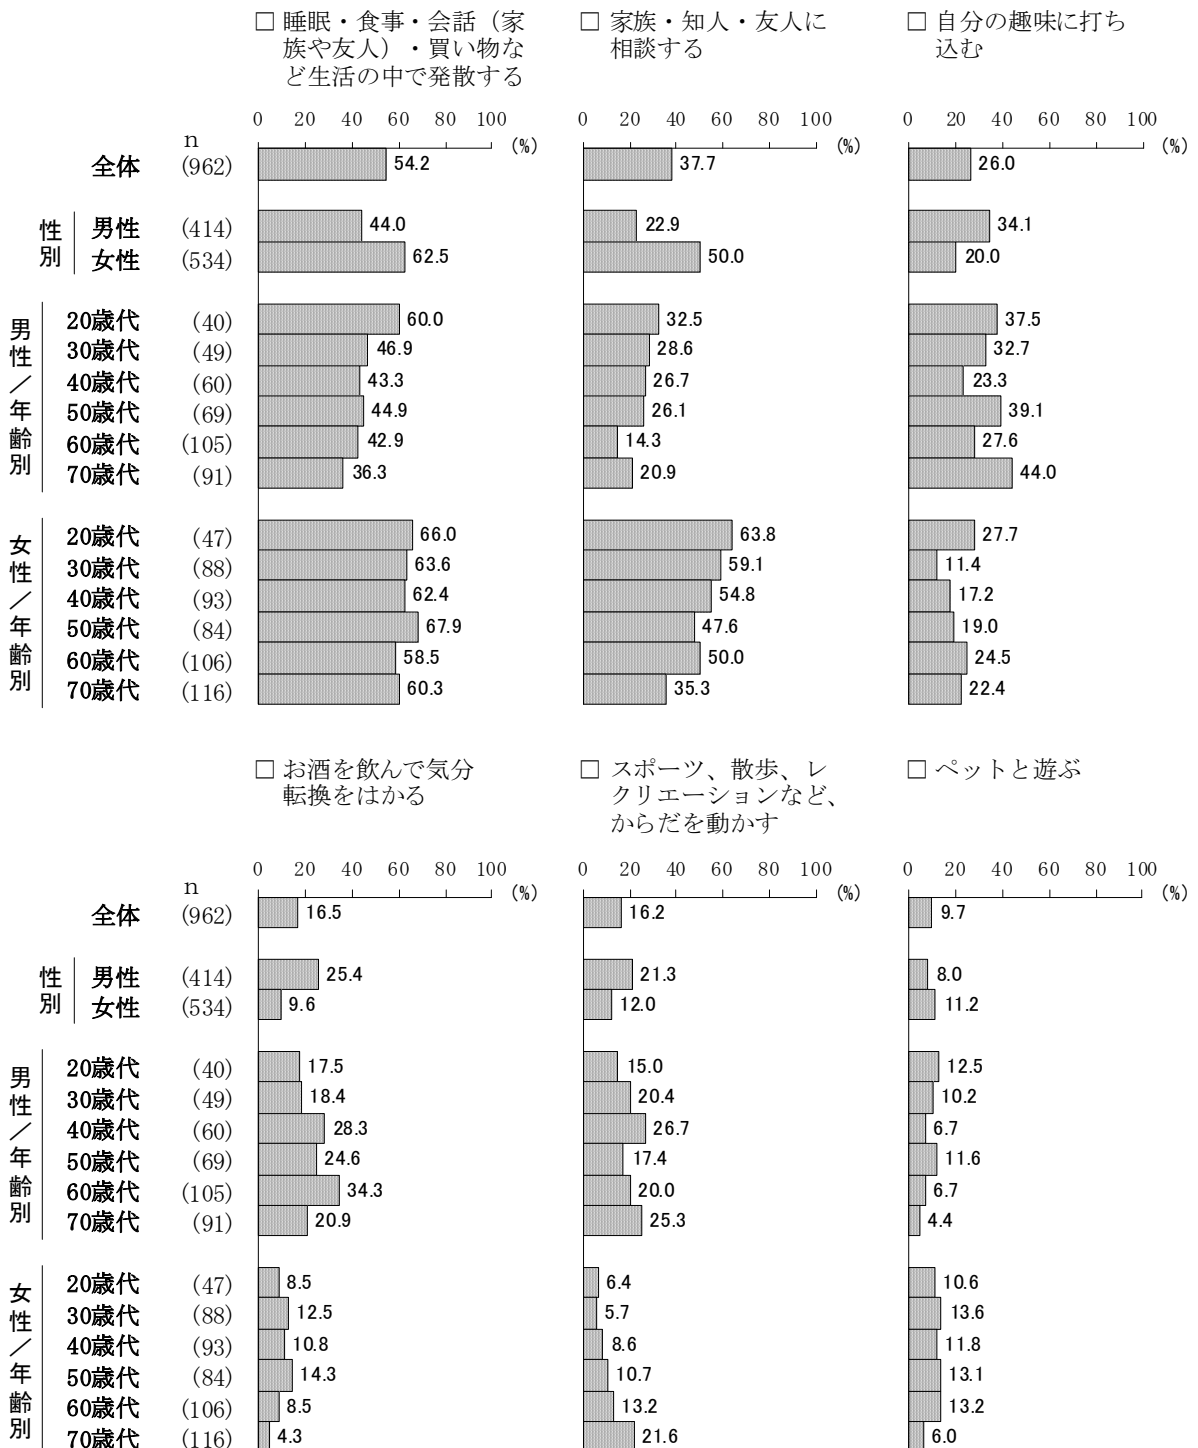 □ 睡眠・食事・会話（家
族や友人）・買い物な
ど生活の中で発散する
□ 家族・知人・友人に
相談する
□ 自分の趣味に打ち
込む
n 0 20 40 60 80 100 (%) 0 20 40 60 80 100 (%) 0 20 40 60 80 100 (%)
全体 (962) 54.2 37.7 26.0
性別
男性 (414) 44.0 22.9 34.1
女性 (534) 62.5 50.0 20.0
男性／年齢別
20歳代 (40) 60.0 32.5 37.5
30歳代 (49) 46.9 28.6 32.7
40歳代 (60) 43.3 26.7 23.3
50歳代 (69) 44.9 26.1 39.1
60歳代 (105) 42.9 14.3 27.6
70歳代 (91) 36.3 20.9 44.0
女性／年齢別
20歳代 (47) 66.0 63.8 27.7
30歳代 (88) 63.6 59.1 11.4
40歳代 (93) 62.4 54.8 17.2
50歳代 (84) 67.9 47.6 19.0
60歳代 (106) 58.5 50.0 24.5
70歳代 (116) 60.3 35.3 22.4
□ お酒を飲んで気分
転換をはかる
□ スポーツ、散歩、レ
クリエーションなど、
からだを動かす
□ ペットと遊ぶ
n 0 20 40 60 80 100 (%) 0 20 40 60 80 100 (%) 0 20 40 60 80 100 (%)
全体 (962) 16.5 16.2 9.7
性別
男性 (414) 25.4 21.3 8.0
女性 (534) 9.6 12.0 11.2
男性／年齢別
20歳代 (40) 17.5 15.0 12.5
30歳代 (49) 18.4 20.4 10.2
40歳代 (60) 28.3 26.7 6.7
50歳代 (69) 24.6 17.4 11.6
60歳代 (105) 34.3 20.0 6.7
70歳代 (91) 20.9 25.3 4.4
女性／年齢別
20歳代 (47) 8.5 6.4 10.6
30歳代 (88) 12.5 5.7 13.6
40歳代 (93) 10.8 8.6 11.8
50歳代 (84) 14.3 10.7 13.1
60歳代 (106) 8.5 13.2 13.2
70歳代 (116) 4.3 21.6 6.0